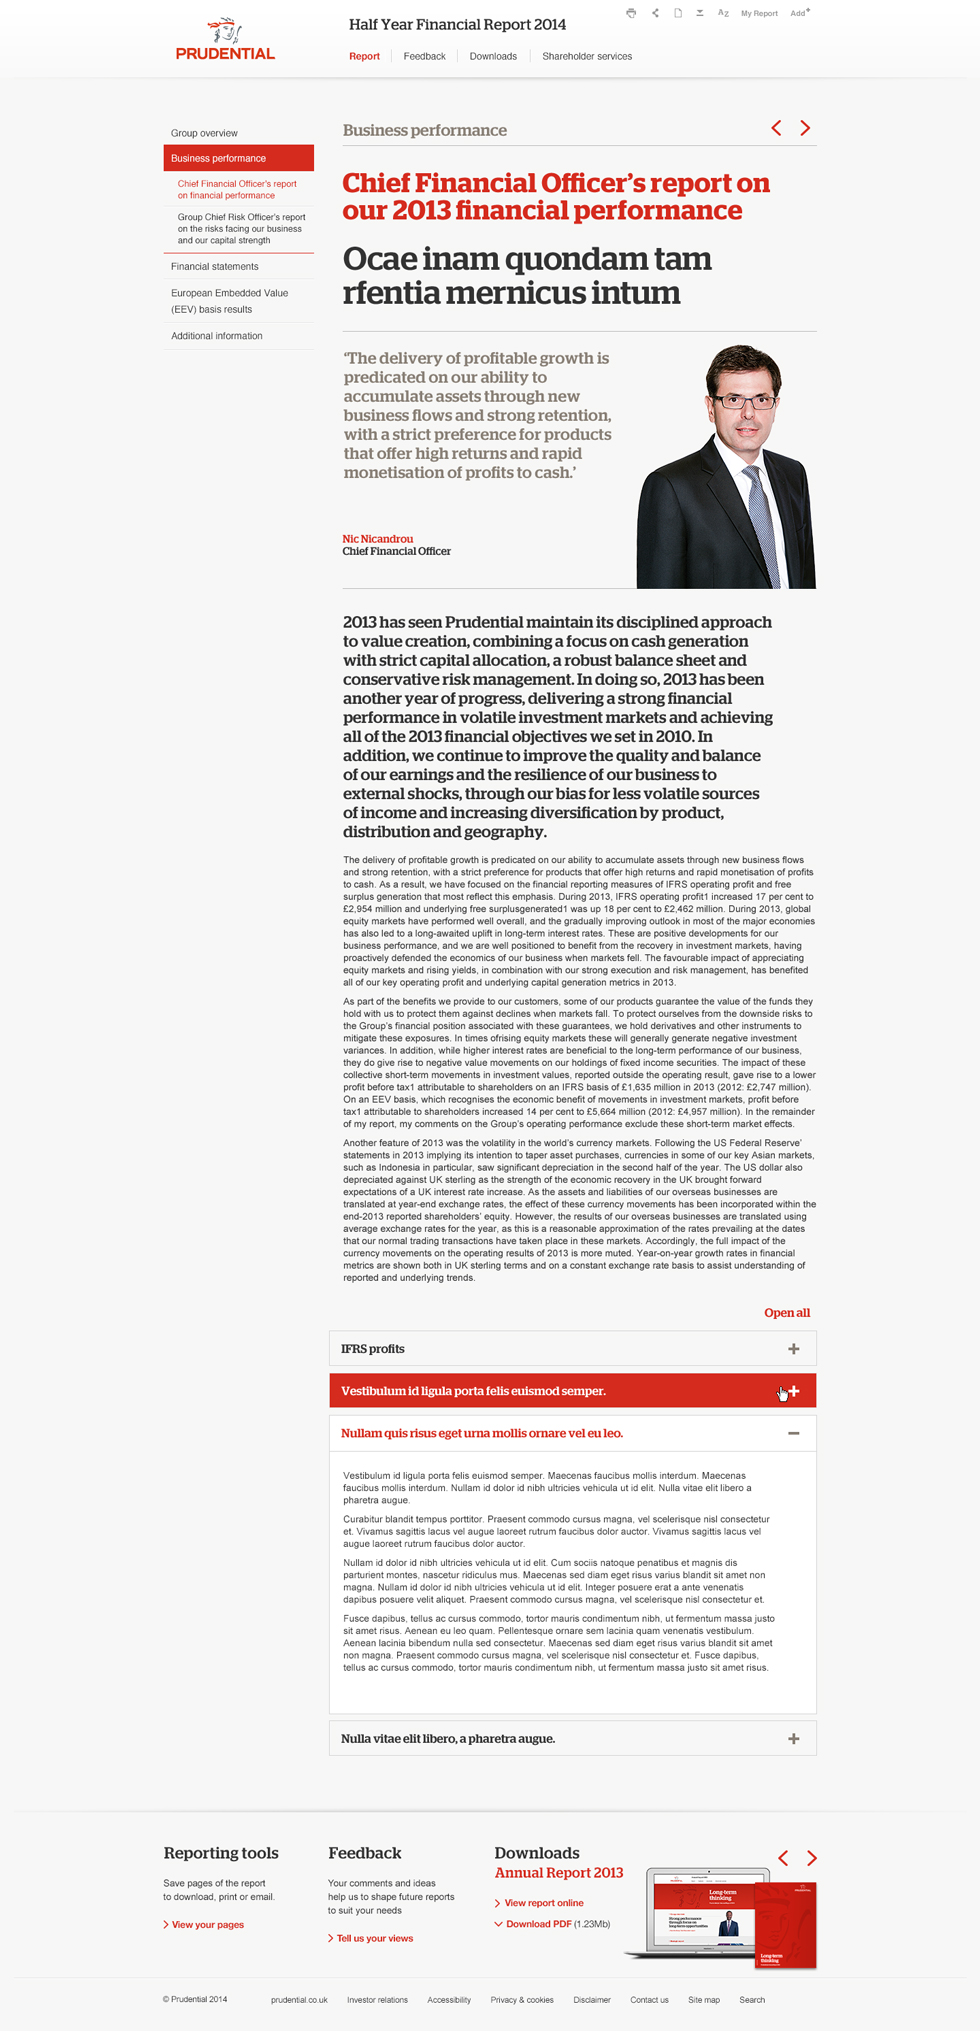 PRUDENTIAL
Half Year Financial Report 2014
AZ
My Report
Add+
Report
Feedback
Downloads
Shareholder services
Group overview
Business performance
Chief Financial Officer's report
on financial performance
Group Chief Risk Officer's report
on the risks facing our business
and our capital strength
Financial statements
European Embedded Value
(EEV) basis results
Additional information
Business performance
Chief Financial Officer's report on
our 2013 financial performance
Ocae inam quondam tam
rfentia mernicus intum
‘The delivery of profitable growth is
predicated on our ability to
accumulate assets through new
business flows and strong retention,
with a strict preference for products
that offer high returns and rapid
monetisation of profits to cash.’
Nic Nicandrou
Chief Financial Officer
2013 has seen Prudential maintain its disciplined approach
to value creation, combining a focus on cash generation
with strict capital allocation, a robust balance sheet and
conservative risk management. In doing so, 2013 has been
another year of progress, delivering a strong financial
performance in volatile investment markets and achieving
all of the 2013 financial objectives we set in 2010. In
addition, we continue to improve the quality and balance
of our earnings and the resilience of our business to
external shocks, through our bias for less volatile sources
of income and increasing diversification by product,
distribution and geography.
The delivery of profitable growth is predicated on our ability to accumulate assets through new business flows
and strong retention, with a strict preference for products that offer high returns and rapid monetisation of profits
to cash. As a result, we have focused on the financial reporting measures of IFRS operating profit and free
surplus generation that most reflect this emphasis. During 2013, IFRS operating profit1 increased 17 per cent to
£2,954 million and underlying free surplusgenerated1 was up 18 per cent to £2,462 million. During 2013, global
equity markets have performed well overall, and the gradually improving outlook in most of the major economies
has also led to a long-awaited uplift in long-term interest rates. These are positive developments for our
business performance, and we are well positioned to benefit from the recovery in investment markets, having
proactively defended the economics of our business when markets fell. The favourable impact of appreciating
equity markets and rising yields, in combination with our strong execution and risk management, has benefited
all of our key operating profit and underlying capital generation metrics in 2013.
As part of the benefits we provide to our customers, some of our products guarantee the value of the funds they
hold with us to protect them against declines when markets fall. To protect ourselves from the downside risks to
the Group's financial position associated with these guarantees, we hold derivatives and other instruments to
mitigate these exposures. In times ofrising equity markets these will generally generate negative investment
variances. In addition, while higher interest rates are beneficial to the long-term performance of our business,
they do give rise to negative value movements on our holdings of fixed income securities. The impact of these
collective short-term movements in investment values, reported outside the operating result, gave rise to a lower
profit before tax1 attributable to shareholders on an IFRS basis of £1,635 million in 2013 (2012: £2,747 million).
On an EEV basis, which recognises the economic benefit of movements in investment markets, profit before
tax1 attributable to shareholders increased 14 per cent to £5,664 million (2012: £4,957 million). In the remainder
of my report, my comments on the Group's operating performance exclude these short-term market effects.
Another feature of 2013 was the volatility in the world's currency markets. Following the US Federal Reserve'
statements in 2013 implying its intention to taper asset purchases, currencies in some of our key Asian markets,
such as Indonesia in particular, saw significant depreciation in the second half of the year. The US dollar also
depreciated against UK sterling as the strength of the economic recovery in the UK brought forward
expectations of a UK interest rate increase. As the assets and liabilities of our overseas businesses are
translated at year-end exchange rates, the effect of these currency movements has been incorporated within the
end-2013 reported shareholders' equity. However, the results of our overseas businesses are translated using
average exchange rates for the year, as this is a reasonable approximation of the rates prevailing at the dates
that our normal trading transactions have taken place in these markets. Accordingly, the full impact of the
currency movements on the operating results of 2013 is more muted. Year-on-year growth rates in financial
metrics are shown both in UK sterling terms and on a constant exchange rate basis to assist understanding of
reported and underlying trends.
Open all
IFRS profits
Vestibulum id ligula porta felis euismod semper.
Nullam quis risus eget urna mollis ornare vel eu leo.
Vestibulum id ligula porta felis euismod semper. Maecenas faucibus mollis interdum. Maecenas
faucibus mollis interdum. Nullam id dolor id nibh ultricies vehicula ut id elit. Nulla vitae elit libero a
pharetra augue.
Curabitur blandit tempus porttitor. Praesent commodo cursus magna, vel scelerisque nisl consectetur
et. Vivamus sagittis lacus vel augue laoreet rutrum faucibus dolor auctor. Vivamus sagittis lacus vel
augue laoreet rutrum faucibus dolor auctor.
Nullam id dolor id nibh ultricies vehicula ut id elit. Cum sociis natoque penatibus et magnis dis
parturient montes, nascetur ridiculus mus. Maecenas sed diam eget risus varius blandit sit amet non
magna. Nullam id dolor id nibh ultricies vehicula ut id elit. Integer posuere erat a ante venenatis
dapibus posuere velit aliquet. Praesent commodo cursus magna, vel scelerisque nisl consectetur et.
Fusce dapibus, tellus ac cursus commodo, tortor mauris condimentum nibh, ut fermentum massa justo
sit amet risus. Aenean eu leo quam. Pellentesque ornare sem lacinia quam venenatis vestibulum.
Aenean lacinia bibendum nulla sed consectetur. Maecenas sed diam eget risus varius blandit sit amet
non magna. Praesent commodo cursus magna, vel scelerisque nisl consectetur et. Fusce dapibus,
tellus ac cursus commodo, tortor mauris condimentum nibh, ut fermentum massa justo sit amet risus.
Nulla vitae elit libero, a pharetra augue.
Reporting tools
Save pages of the report
to download, print or email.
View your pages
Feedback
Your comments and ideas
help us to shape future reports
to suit your needs
Tell us your views
Downloads
Annual Report 2013
View report online
Download PDF (1.23Mb)
Long-term
thinking
Strong performance
through focus on
long-term opportunities
Long-term
thinking
© Prudential 2014
prudential.co.uk
Investor relations
Accessibility
Privacy & cookies
Disclaimer
Contact us
Site map
Search